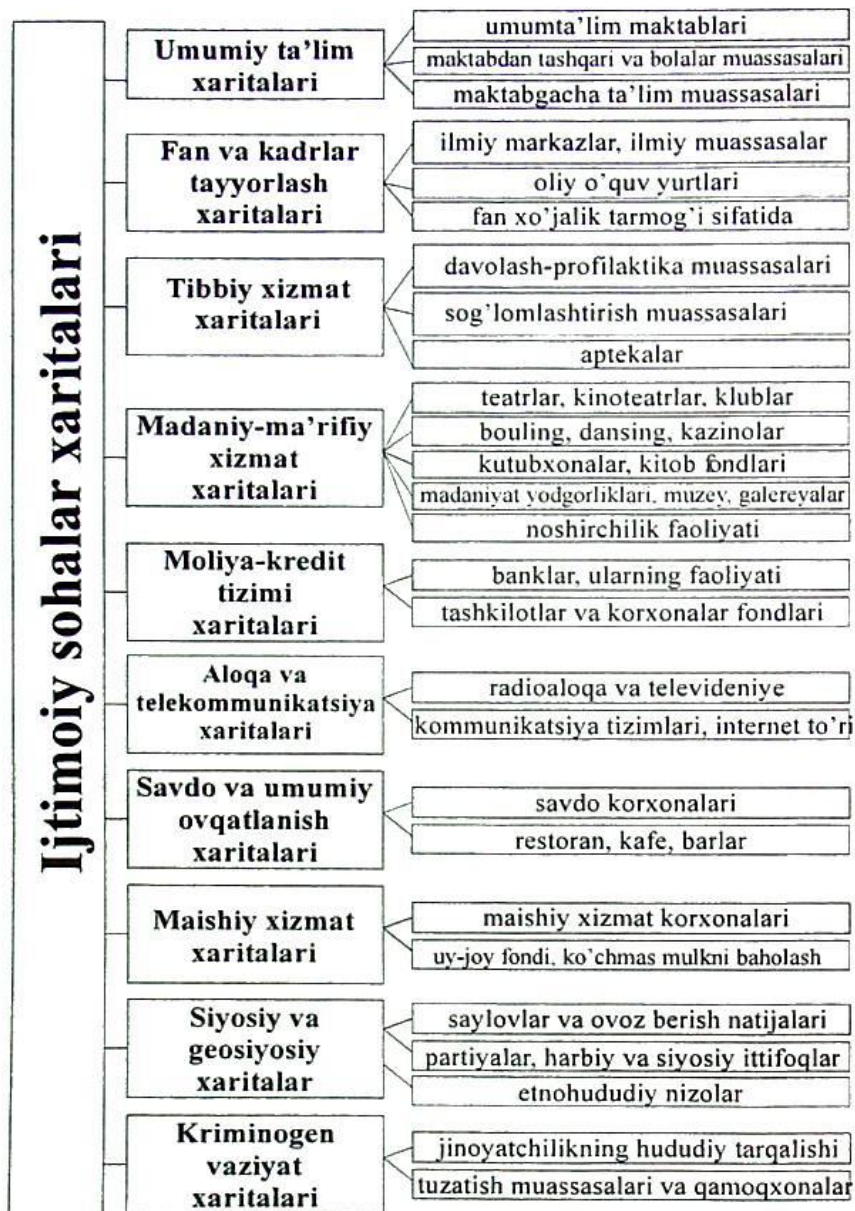 Ijtimoiy sohalar xaritalari
Umumiy ta’lim
xaritalari
umumta’lim maktablari
maktabdan tashqari va bolalar muassasalari
maktabgacha ta’lim muassasalari
Fan va kadrlar
tayyorlash
xaritalari
ilmiy markazlar, ilmiy muassasalar
oliy o’quv yurtlari
fan xo’jalik tarmog’i sifatida
Tibbiy xizmat
xaritalari
davolash-profilaktika muassasalari
sog’lomlashtirish muassasalari
aptekalar
Madaniy-ma’rifiy
xizmat
xaritalari
teatrlar, kinoteatrlar, klublar
bouling, dansing, kazinolar
kutubxonalar, kitob fondlari
madaniyat yodgorliklari, muzey, galereyalar
noshirchilik faoliyati
Moliya-kredit
tizimi
xaritalari
banklar, ularning faoliyati
tashkilotlar va korxonalar fondlari
Aloqa va
telekommunikatsiya
xaritalari
radioaloqa va televideniye
kommunikatsiya tizimlari, internet to’ri
Savdo va umumiy
ovqatlanish
xaritalari
savdo korxonalari
restoran, kafe, barlar
Maishiy xizmat
xaritalari
maishiy xizmat korxonalari
uy-joy fondi, ko’chmas mulkni baholash
Siyosiy va
geosiyosiy
xaritalar
saylovlar va ovoz berish natijalari
partiyalar, harbiy va siyosiy ittifoqlar
etnohududiy nizolar
Kriminogen
vaziyat
xaritalari
jinoyatchilikning hududiy tarqalishi
tuzatish muassasalari va qamoqxonalar